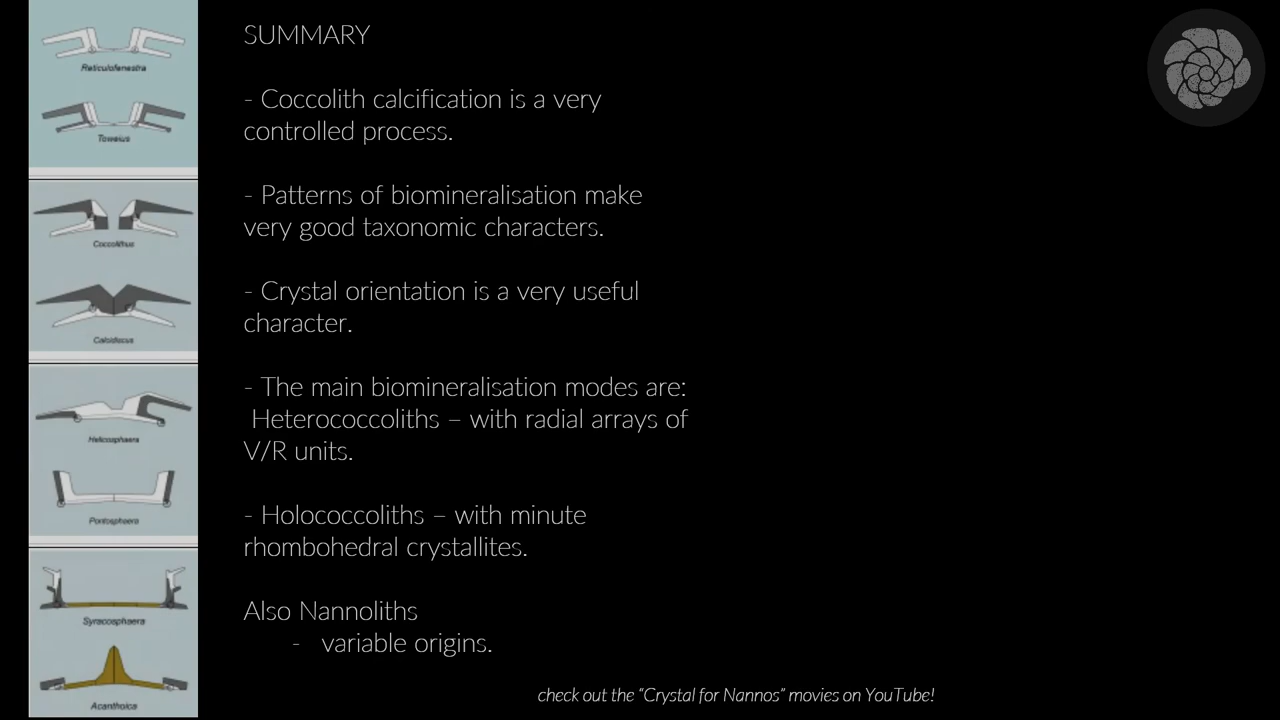 Reticulofenestra
Toweius
Coccolithus
Calcidiscus
Helicosphaera
Pontosphaera
Syracosphaera
Acanthoica
SUMMARY
- Coccolith calcification is a very
controlled process.
- Patterns of biomineralisation make
very good taxonomic characters.
- Crystal orientation is a very useful
character.
- The main biomineralisation modes are:
Heterococcoliths – with radial arrays of
V/R units.
- Holococcoliths – with minute
rhombohedral crystallites.
Also Nannoliths
- variable origins.
check out the “Crystal for Nannos” movies on YouTube!